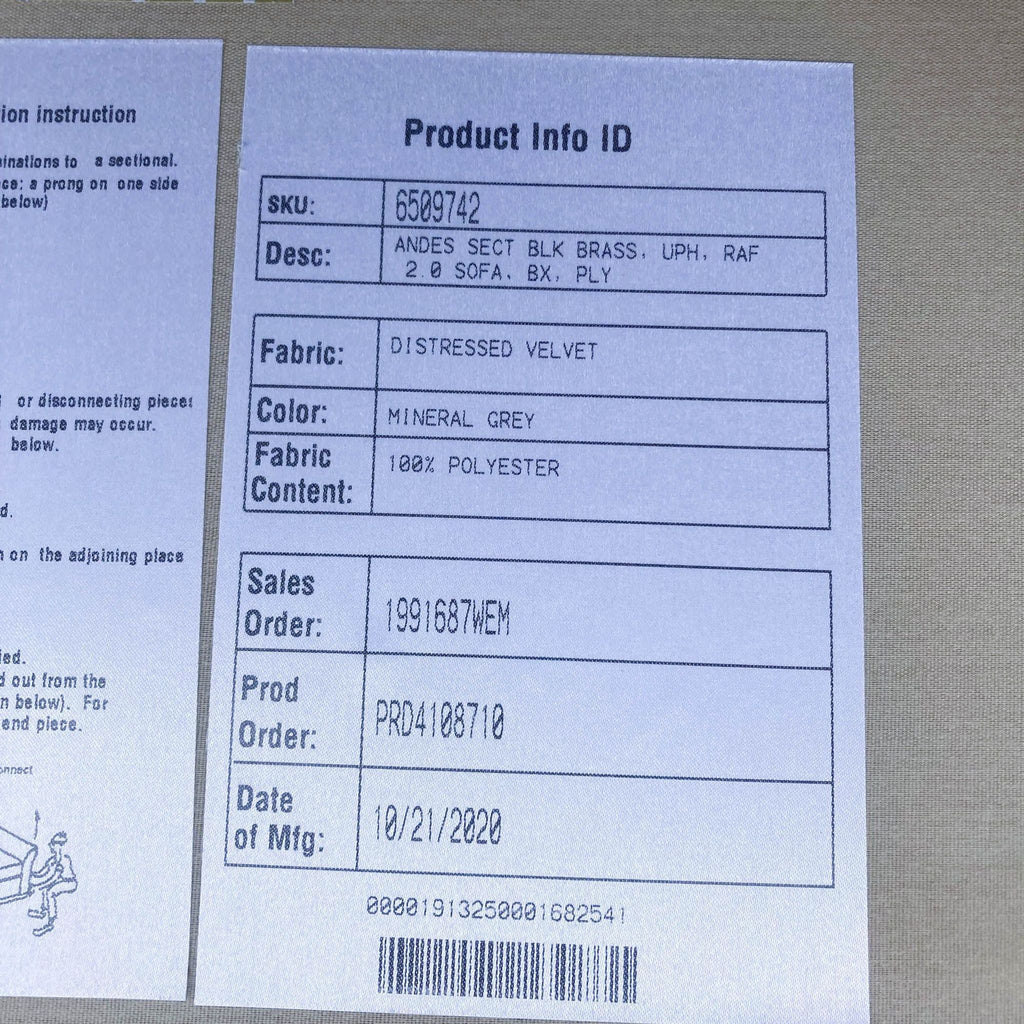 ion instruction
inations to a sectional.
ce: a prong on one side
below)
or disconnecting pieces
damage may occur.
below.
d.
n on the adjoining place
ied.
d out from the
n below). For
end piece.
onnect
Product Info ID
SKU: 6509742
Desc: ANDES SECT BLK BRASS, UPH, RAF
2.0 SOFA, BX, PLY
Fabric: DISTRESSED VELVET
Color: MINERAL GREY
Fabric
Content: 100% POLYESTER
Sales
Order: 1991687WEM
Prod
Order: PRD4108710
Date
of Mfg: 10/21/2020
00001913250001682541